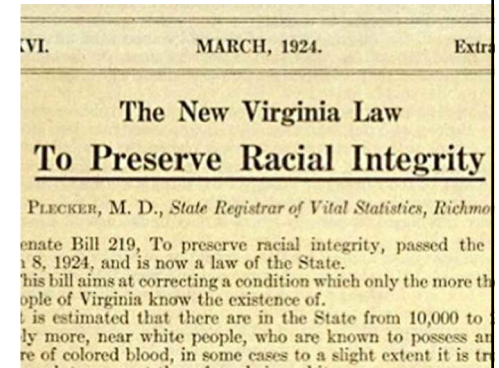 XVI. MARCH, 1924. Extra
The New Virginia Law
To Preserve Racial Integrity
PLECKER, M. D., State Registrar of Vital Statistics, Richmo
enate Bill 219, To preserve racial integrity, passed the
8, 1924, and is now a law of the State.
his bill aims at correcting a condition which only the more th
ople of Virginia know the existence of.
t is estimated that there are in the State from 10,000 to
ly more, near white people, who are known to possess an
re of colored blood, in some cases to a slight extent it is tr